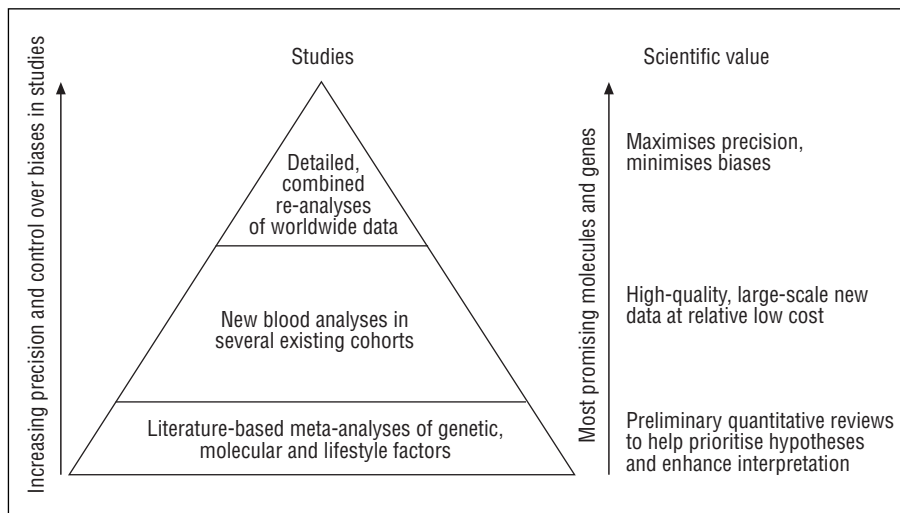 Increasing precision and control over biases in studies
Studies
Detailed,
combined
re-analyses
of worldwide data
New blood analyses in
several existing cohorts
Literature-based meta-analyses of genetic,
molecular and lifestyle factors
Most promising molecules and genes
Scientific value
Maximises precision,
minimises biases
High-quality, large-scale new
data at relative low cost
Preliminary quantitative reviews
to help prioritise hypotheses
and enhance interpretation